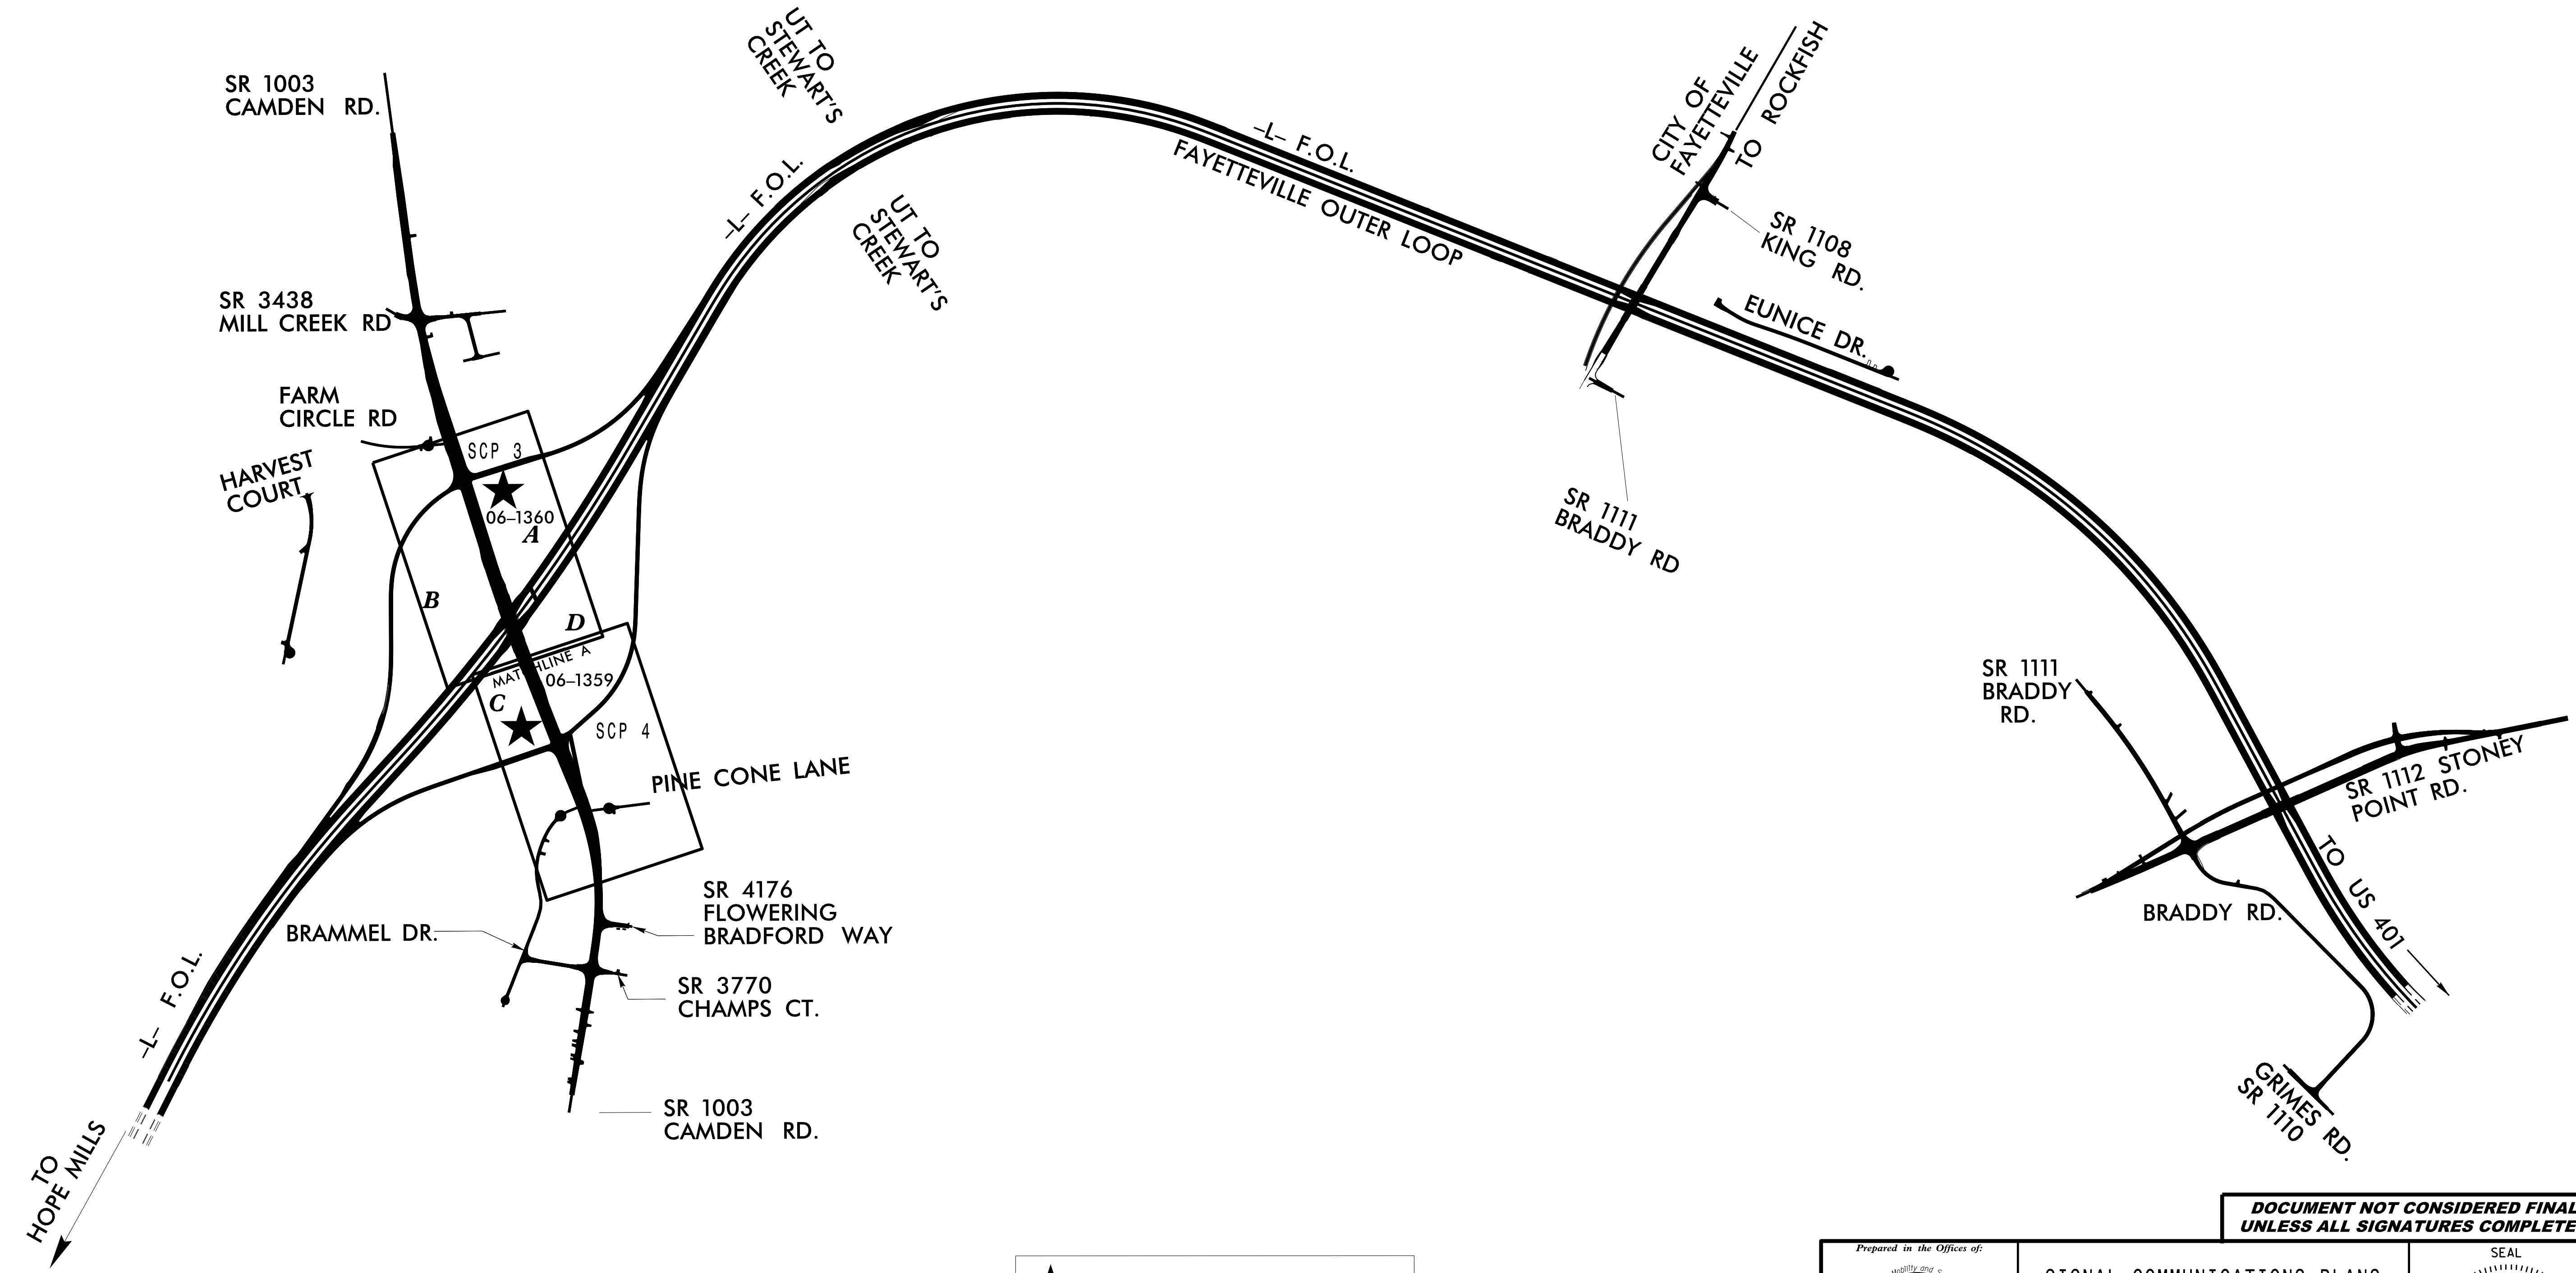 UT TO
STEWART'S
CREEK
SR 1003
CAMDEN RD.
CITY OF
FAYETTEVILLE
TO ROCKFISH
–L– F.O.L.
FAYETTEVILLE OUTER LOOP
–L– F.O.L.
UT TO
STEWART'S
CREEK
SR 1108
KING RD.
SR 3438
MILL CREEK RD
EUNICE DR.
FARM
CIRCLE RD
SCP 3
HARVEST
COURT
06–1360
A
SR 1111
BRADDY RD
B
D
MATCHLINE A
06–1359
C
SCP 4
SR 1111
BRADDY
RD.
PINE CONE LANE
SR 1112 STONEY
POINT RD.
TO US 401
SR 4176
FLOWERING
BRADFORD WAY
BRAMMEL DR.
BRADDY RD.
–L– F.O.L.
SR 3770
CHAMPS CT.
SR 1003
CAMDEN RD.
GRIMES RD.
SR 1110
TO
HOPE MILLS
DOCUMENT NOT CONSIDERED FINAL
UNLESS ALL SIGNATURES COMPLETE
Prepared in the Offices of:
SEAL
Mobility and S